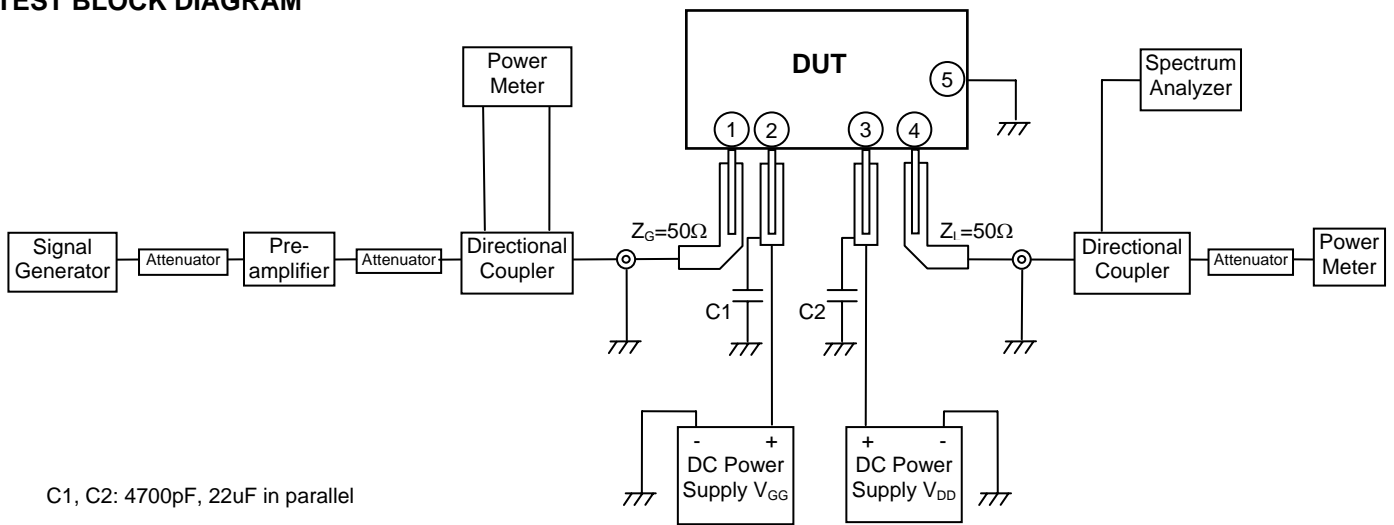 TEST BLOCK DIAGRAM
DUT
Power
Meter
5
Spectrum
Analyzer
1
2
3
4
Signal
Generator
Attenuator
Pre-
amplifier
Attenuator
Directional
Coupler
ZG=50Ω
ZL=50Ω
Directional
Coupler
Attenuator
Power
Meter
C1
C2
- +
DC Power
Supply VGG
+ -
DC Power
Supply VDD
C1, C2: 4700pF, 22uF in parallel